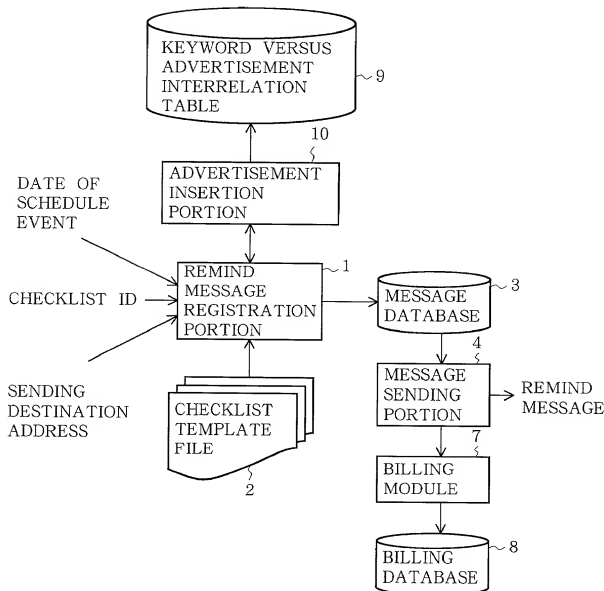 KEYWORD VERSUS
ADVERTISEMENT
INTERRELATION
TABLE
9
10
ADVERTISEMENT
INSERTION
PORTION
DATE OF
SCHEDULE
EVENT
CHECKLIST ID
SENDING
DESTINATION
ADDRESS
1
REMIND
MESSAGE
REGISTRATION
PORTION
CHECKLIST
TEMPLATE
FILE
2
3
MESSAGE
DATABASE
4
MESSAGE
SENDING
PORTION
REMIND
MESSAGE
7
BILLING
MODULE
8
BILLING
DATABASE